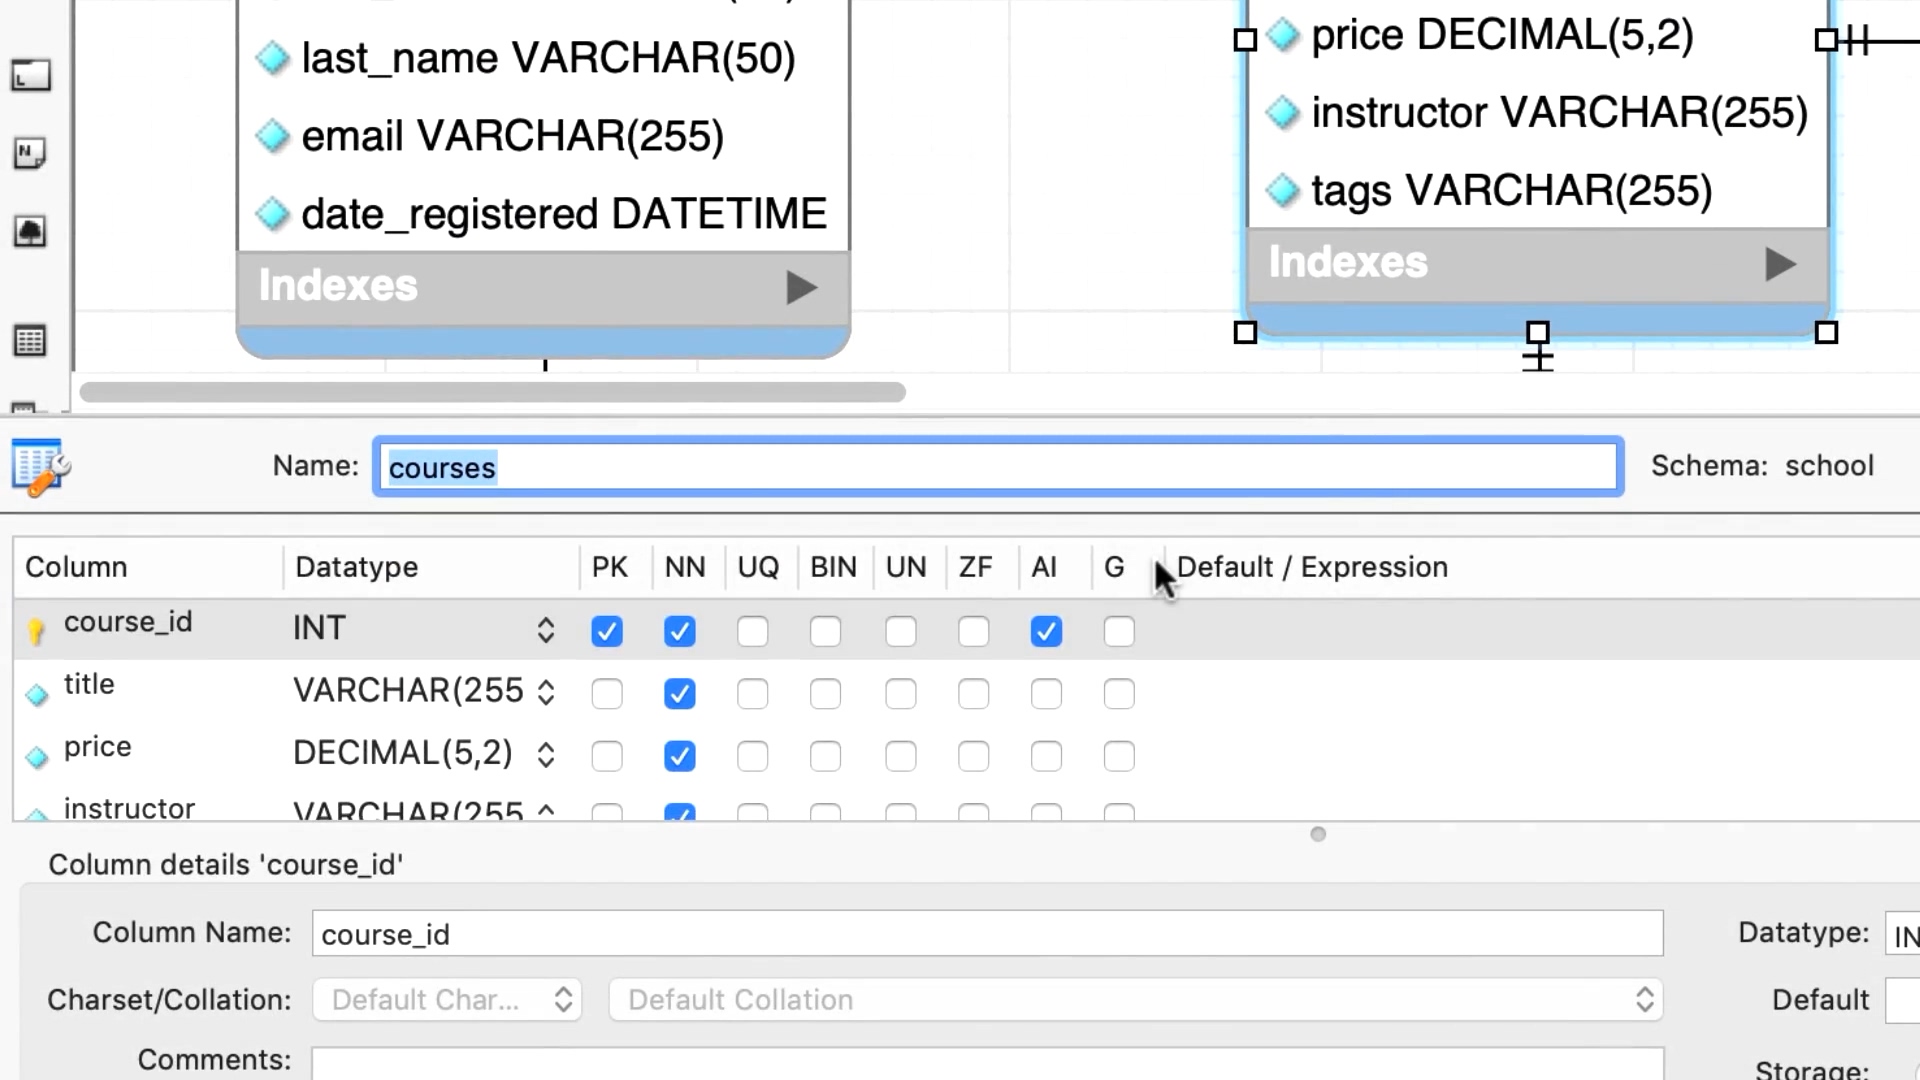 last_name VARCHAR(50)
email VARCHAR(255)
date_registered DATETIME
Indexes
price DECIMAL(5,2)
instructor VARCHAR(255)
tags VARCHAR(255)
Indexes
L
N
Name: courses Schema: school
Column Datatype PK NN UQ BIN UN ZF AI G Default / Expression
course_id INT
title VARCHAR(255
price DECIMAL(5,2)
instructor VARCHAR(255
Column details 'course_id'
Column Name: course_id Datatype: IN
Charset/Collation: Default Char... Default Collation Default
Comments: Storage: